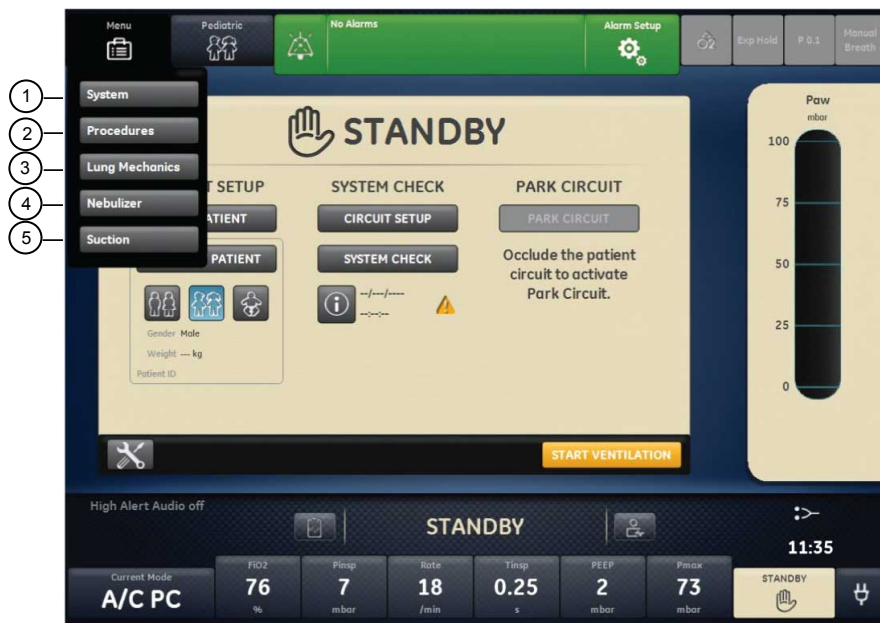 Menu
Pediatric
No Alarms
Alarm Setup
O2
Exp Hold
P 0.1
Manual
Breath
1
System
2
Procedures
3
Lung Mechanics
4
Nebulizer
5
Suction
STANDBY
T SETUP
ATIENT
PATIENT
Gender Male
Weight --- kg
Patient ID
SYSTEM CHECK
CIRCUIT SETUP
SYSTEM CHECK
--/---/----
--:--:--
PARK CIRCUIT
PARK CIRCUIT
Occlude the patient
circuit to activate
Park Circuit.
START VENTILATION
Paw
mbar
100
75
50
25
0
High Alert Audio off
STANDBY
11:35
Current Mode
A/C PC
FiO2
76
%
Pinsp
7
mbar
Rate
18
/min
Tinsp
0.25
s
PEEP
2
mbar
Pmax
73
mbar
STANDBY